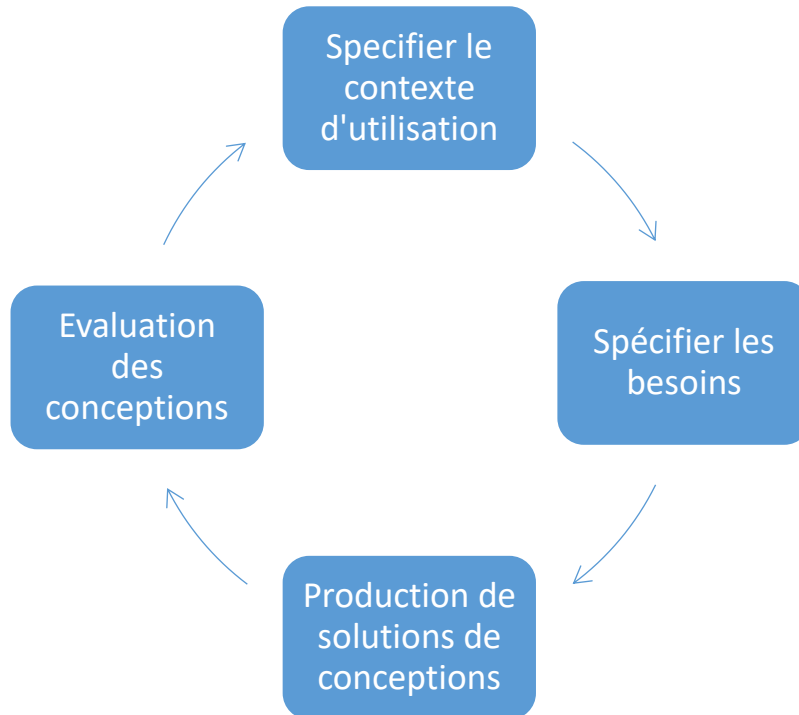 Specifier le
contexte
d'utilisation
Spécifier les
besoins
Production de
solutions de
conceptions
Evaluation
des
conceptions